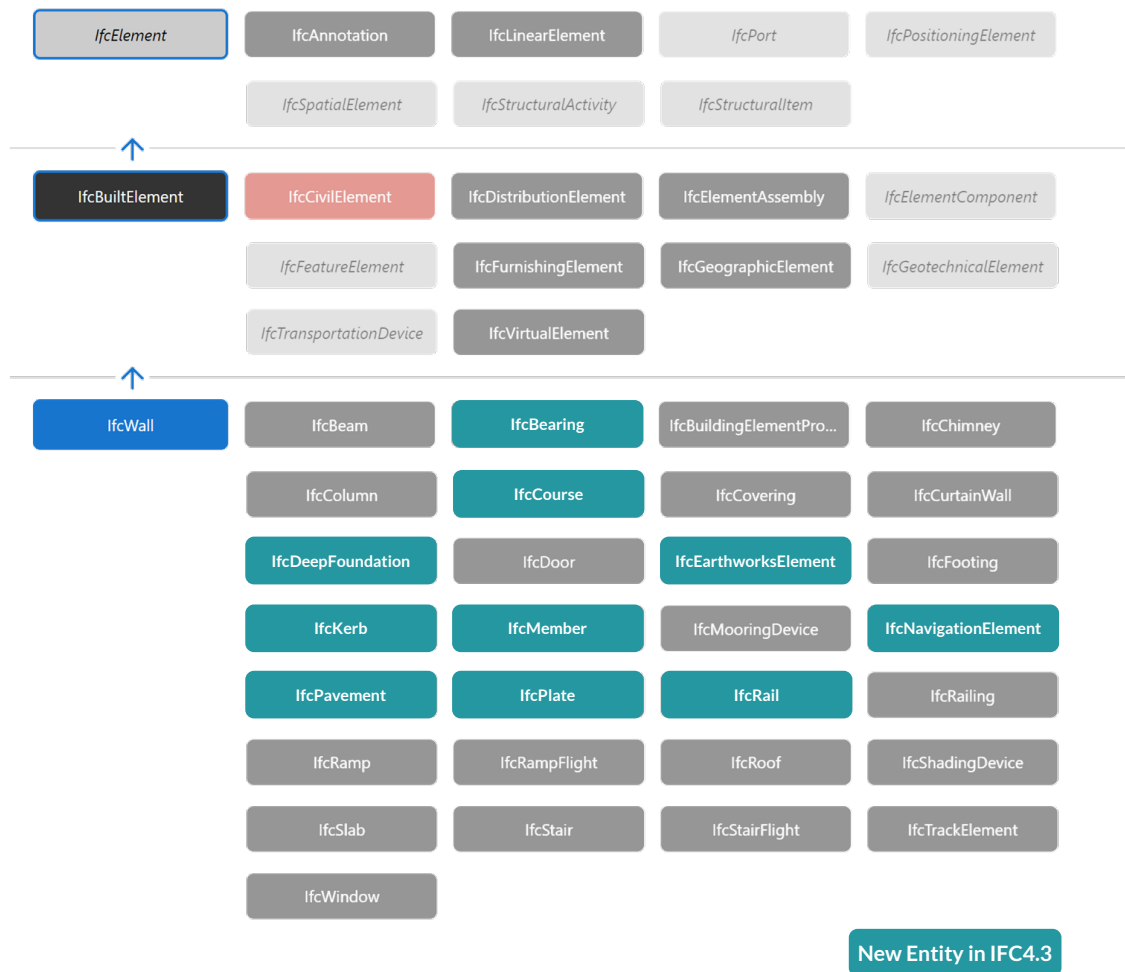 IfcElement
IfcAnnotation
IfcLinearElement
IfcPort
IfcPositioningElement
IfcSpatialElement
IfcStructuralActivity
IfcStructuralItem
IfcBuiltElement
IfcCivilElement
IfcDistributionElement
IfcElementAssembly
IfcElementComponent
IfcFeatureElement
IfcFurnishingElement
IfcGeographicElement
IfcGeotechnicalElement
IfcTransportationDevice
IfcVirtualElement
IfcWall
IfcBeam
IfcBearing
IfcBuildingElementPro...
IfcChimney
IfcColumn
IfcCourse
IfcCovering
IfcCurtainWall
IfcDeepFoundation
IfcDoor
IfcEarthworksElement
IfcFooting
IfcKerb
IfcMember
IfcMooringDevice
IfcNavigationElement
IfcPavement
IfcPlate
IfcRail
IfcRailing
IfcRamp
IfcRampFlight
IfcRoof
IfcShadingDevice
IfcSlab
IfcStair
IfcStairFlight
IfcTrackElement
IfcWindow
New Entity in IFC4.3